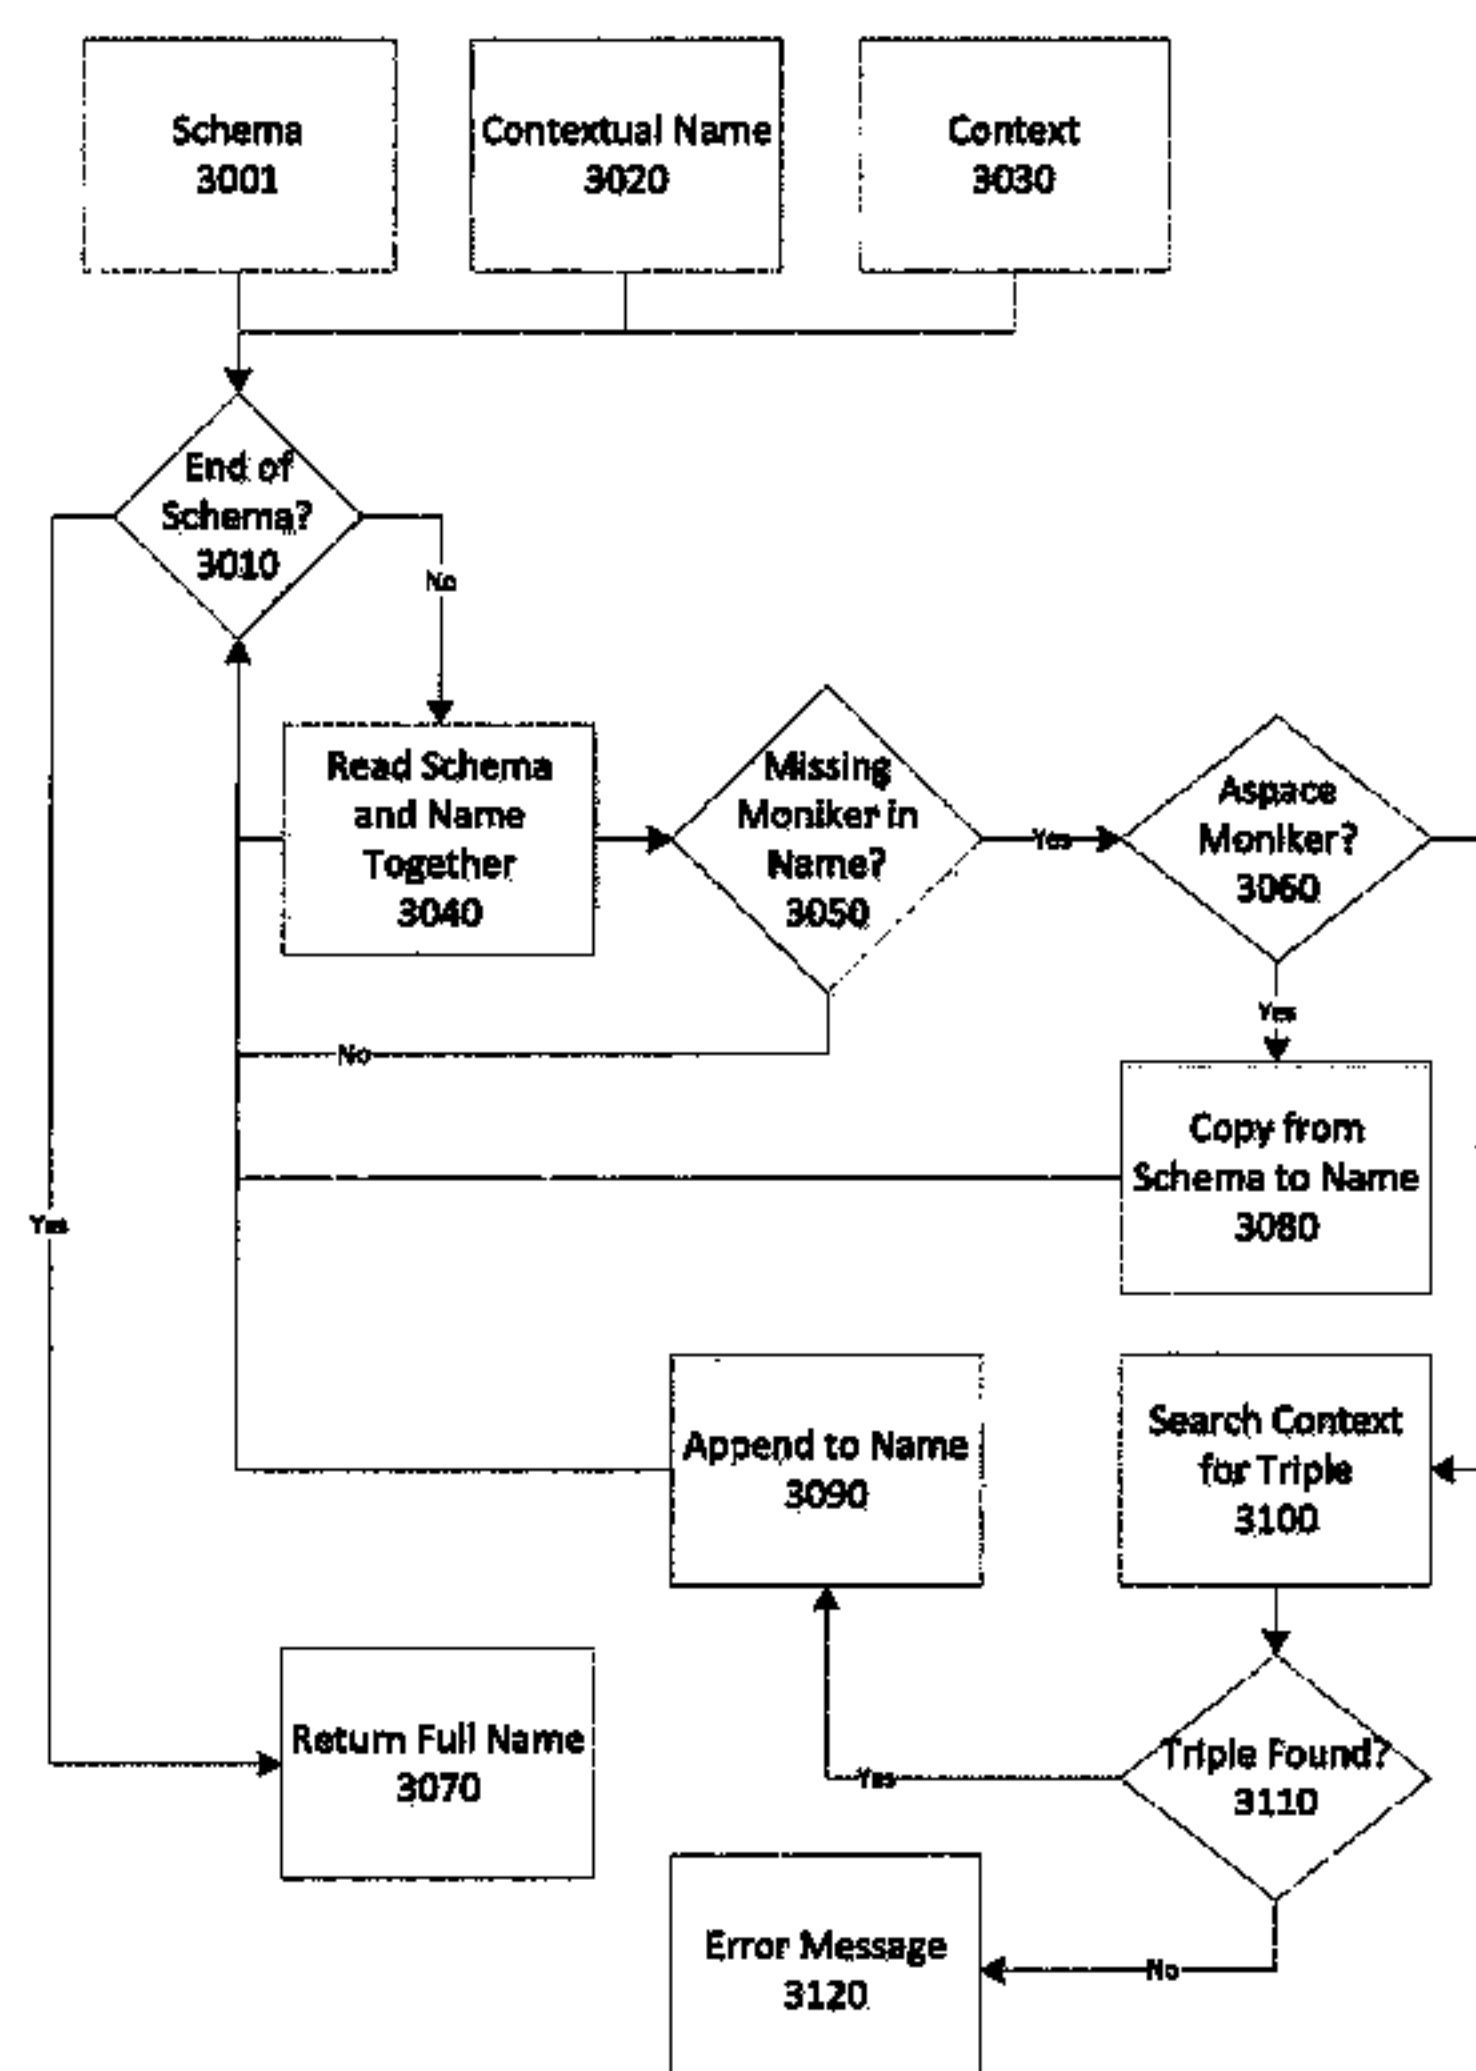 Schema
3001
Contextual Name
3020
Context
3030
End of
Schema?
3010
No
Read Schema
and Name
Together
3040
Missing
Moniker in
Name?
3050
Yes
Aspace
Moniker?
3060
Yes
No
Copy from
Schema to Name
3080
Yes
Append to Name
3090
Search Context
for Triple
3100
Return Full Name
3070
Triple Found?
3110
Yes
Error Message
3120
No